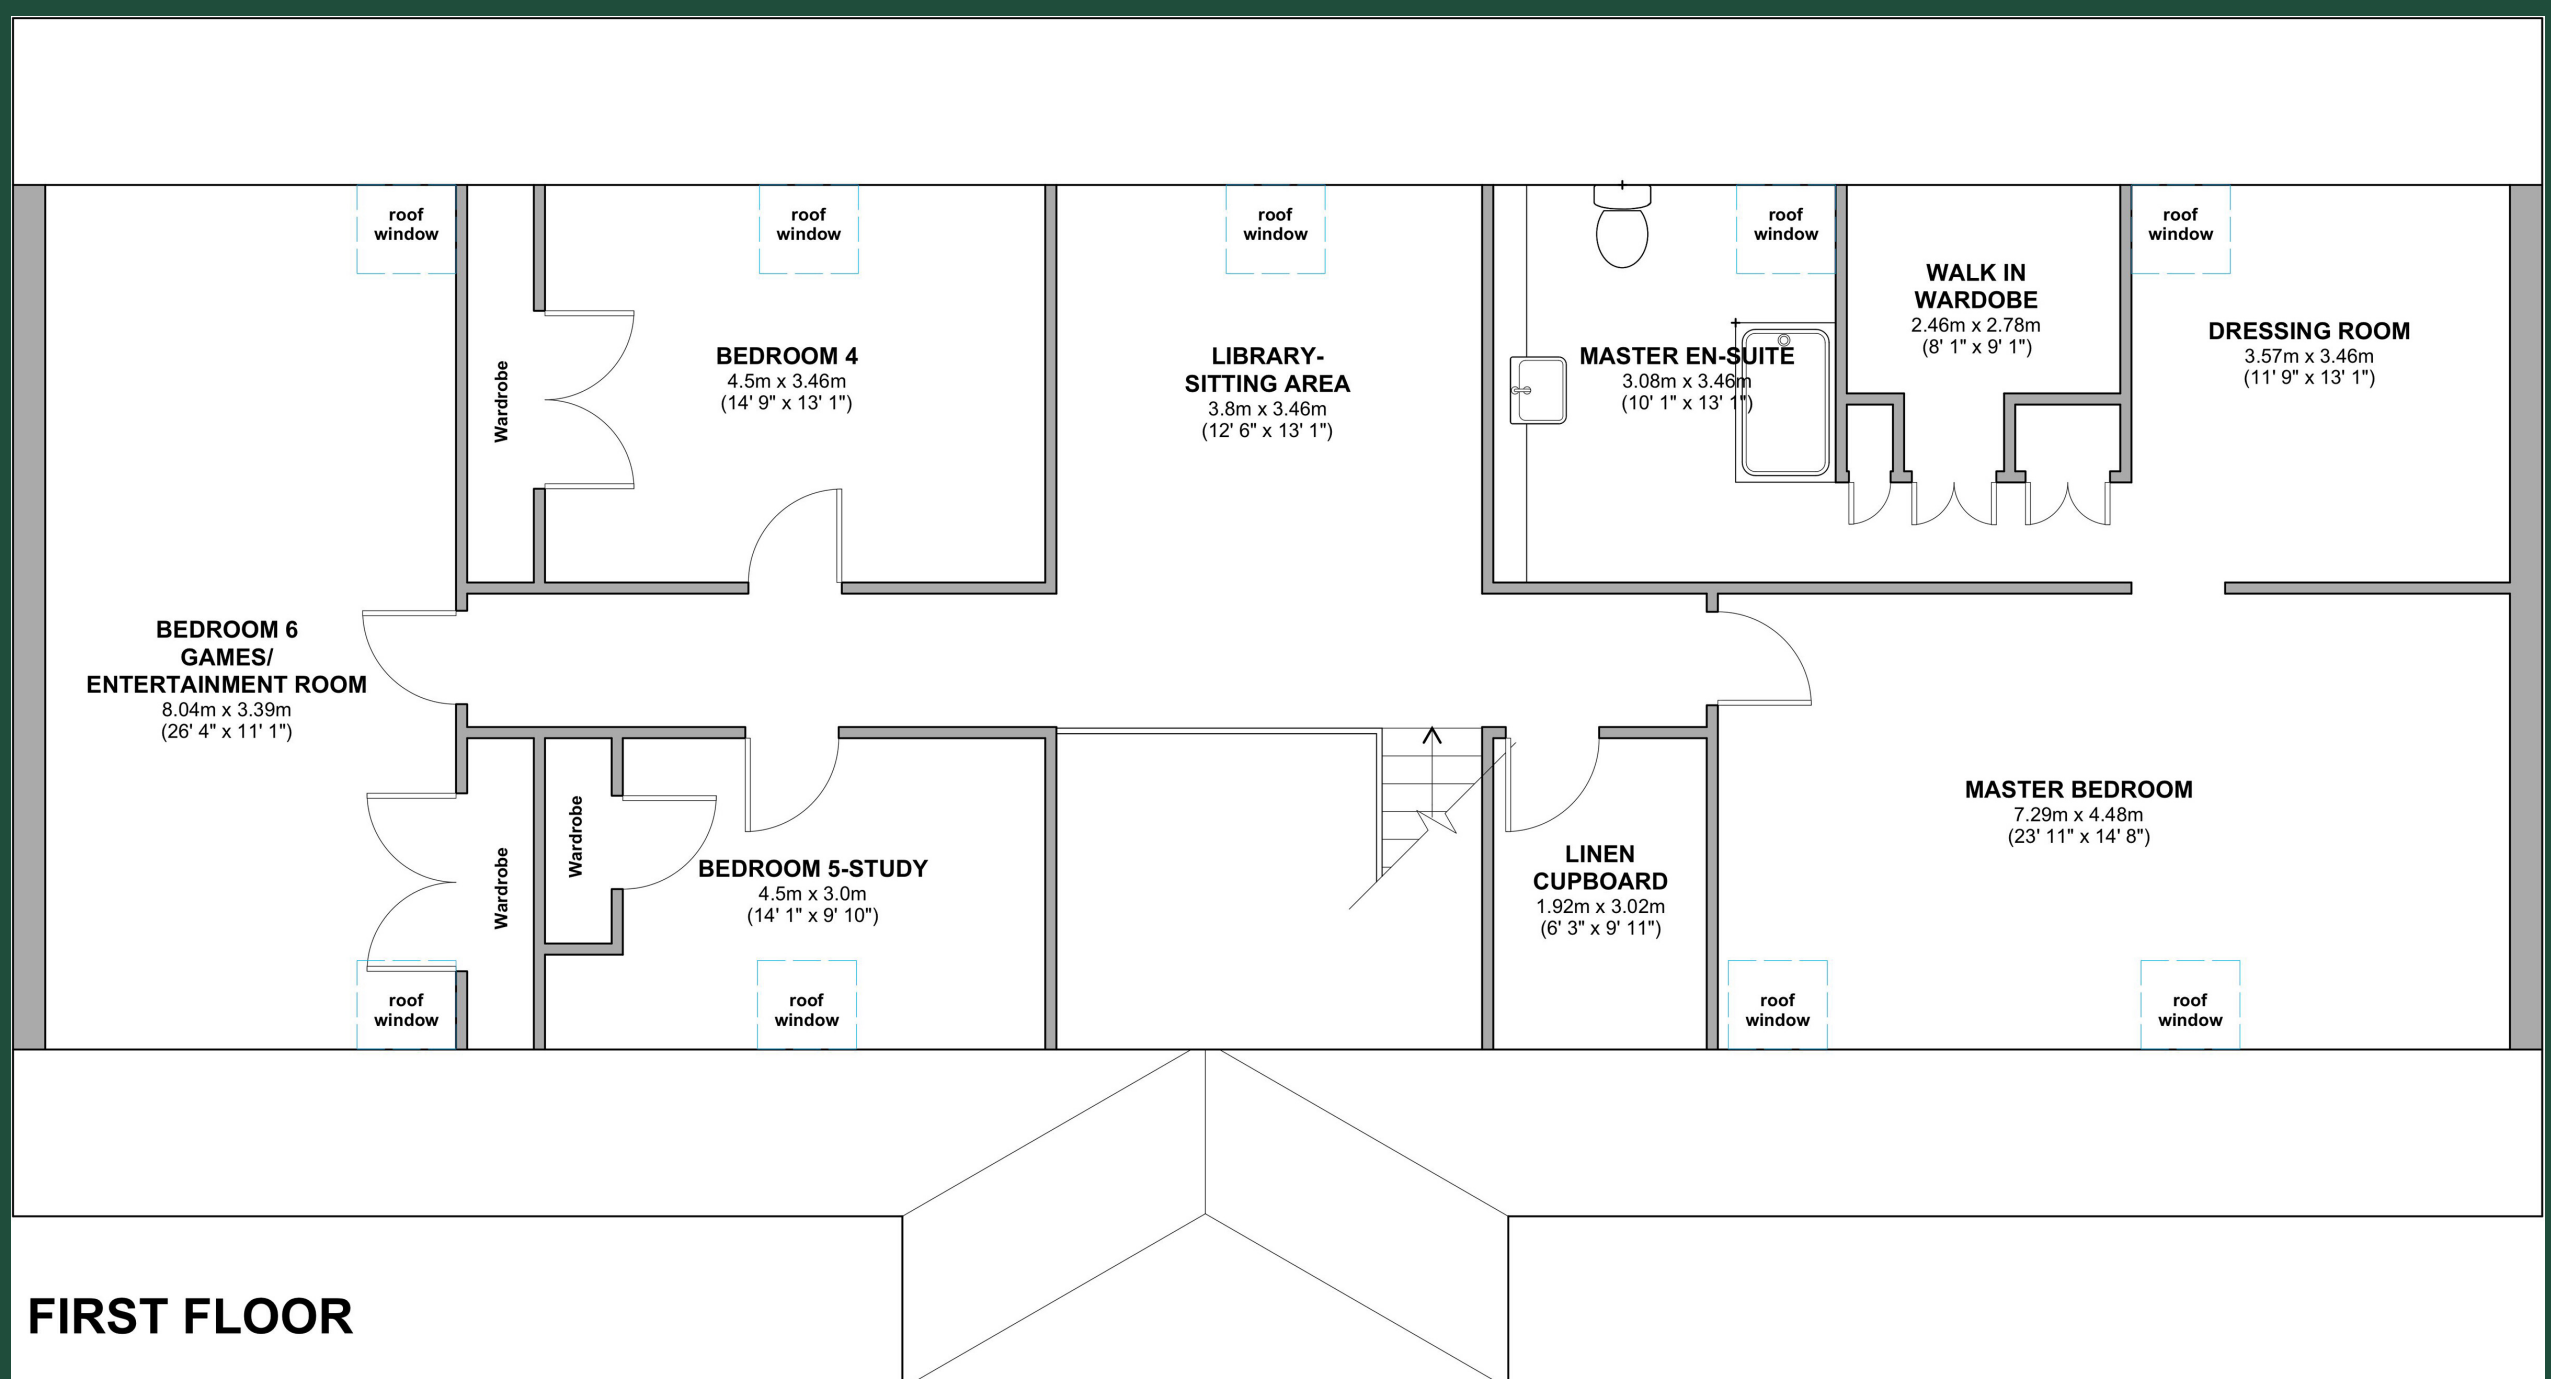 roof
window
roof
window
roof
window
roof
window
roof
window
Wardrobe
BEDROOM 4
4.5m x 3.46m
(14' 9" x 13' 1")
LIBRARY-
SITTING AREA
3.8m x 3.46m
(12' 6" x 13' 1")
MASTER EN-SUITE
3.08m x 3.46m
(10' 1" x 13' 1")
WALK IN
WARDOBE
2.46m x 2.78m
(8' 1" x 9' 1")
DRESSING ROOM
3.57m x 3.46m
(11' 9" x 13' 1")
BEDROOM 6
GAMES/
ENTERTAINMENT ROOM
8.04m x 3.39m
(26' 4" x 11' 1")
Wardrobe
Wardrobe
BEDROOM 5-STUDY
4.5m x 3.0m
(14' 1" x 9' 10")
LINEN
CUPBOARD
1.92m x 3.02m
(6' 3" x 9' 11")
MASTER BEDROOM
7.29m x 4.48m
(23' 11" x 14' 8")
roof
window
roof
window
roof
window
roof
window
FIRST FLOOR